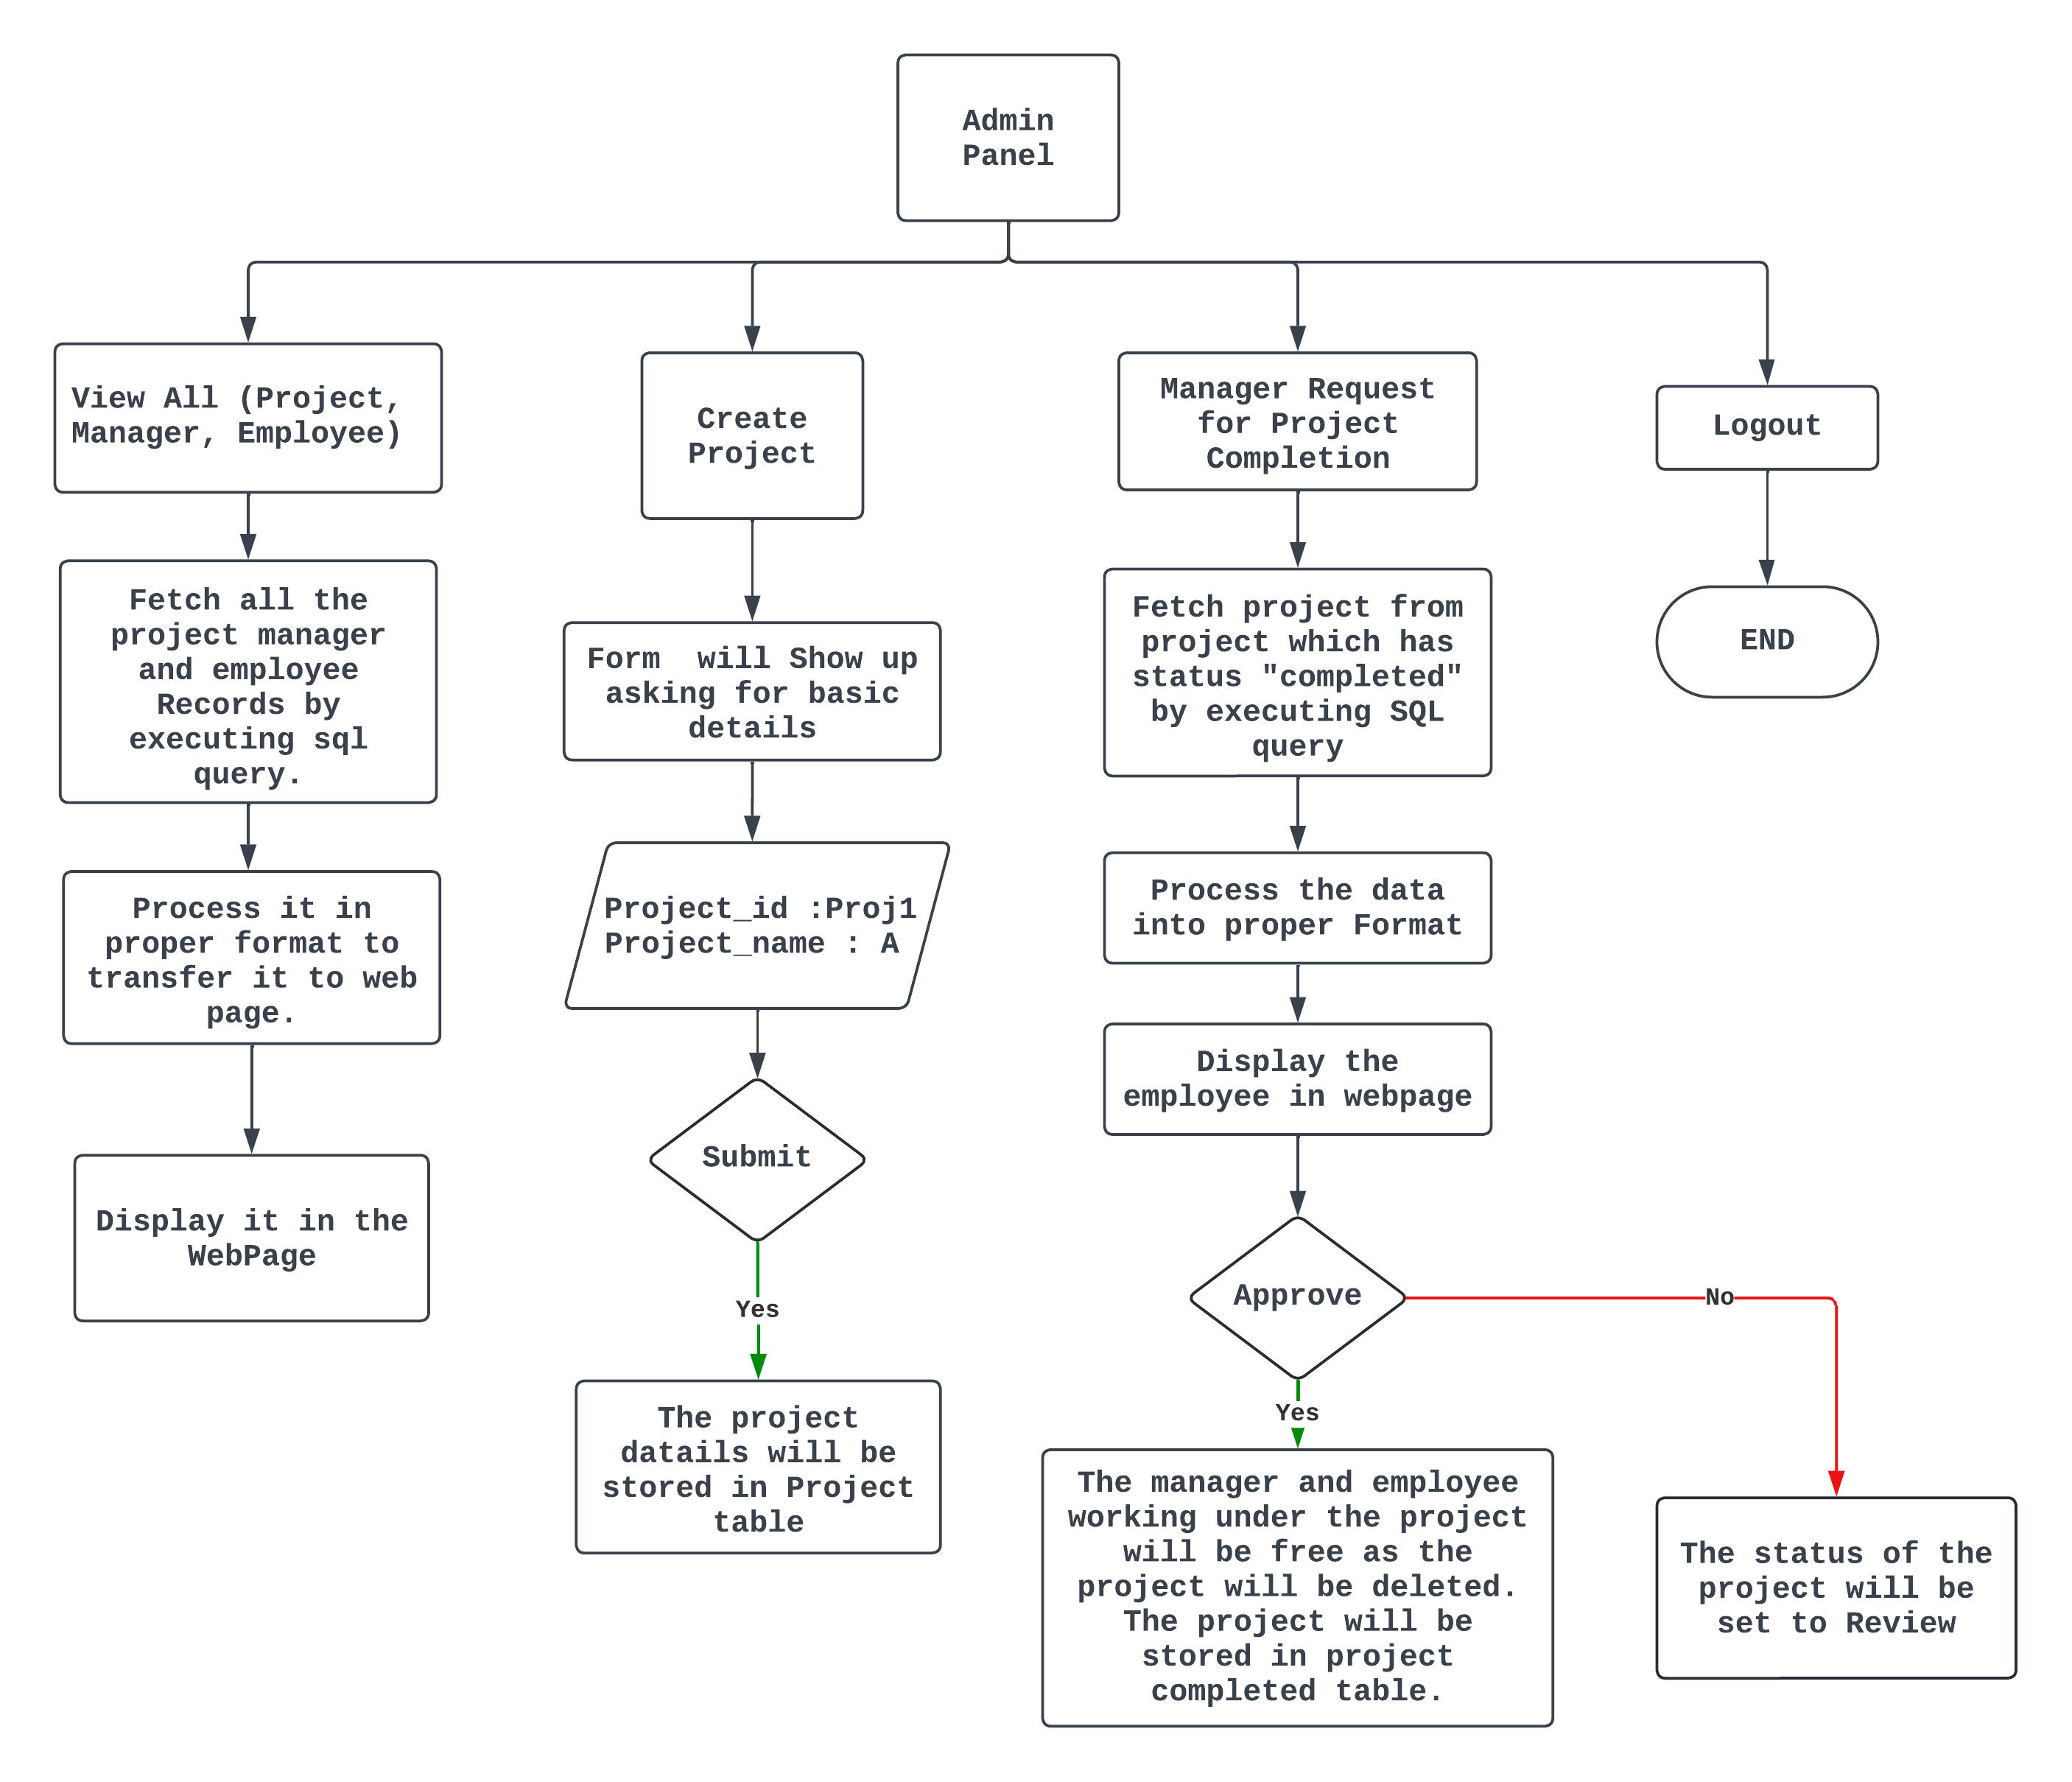 Admin
Panel
View All (Project,
Manager, Employee)
Create
Project
Manager Request
for Project
Completion
Logout
Fetch all the
project manager
and employee
Records by
executing sql
query.
Form  will Show up
asking for basic
details
Fetch project from
project which has
status "completed"
by executing SQL
query
END
Process it in
proper format to
transfer it to web
page.
Project_id :Proj1
Project_name : A
Process the data
into proper Format
Display the
employee in webpage
Display it in the
WebPage
Submit
Yes
Approve
No
Yes
The project
datails will be
stored in Project
table
The manager and employee
working under the project
will be free as the
project will be deleted.
The project will be
stored in project
completed table.
The status of the
project will be
set to Review